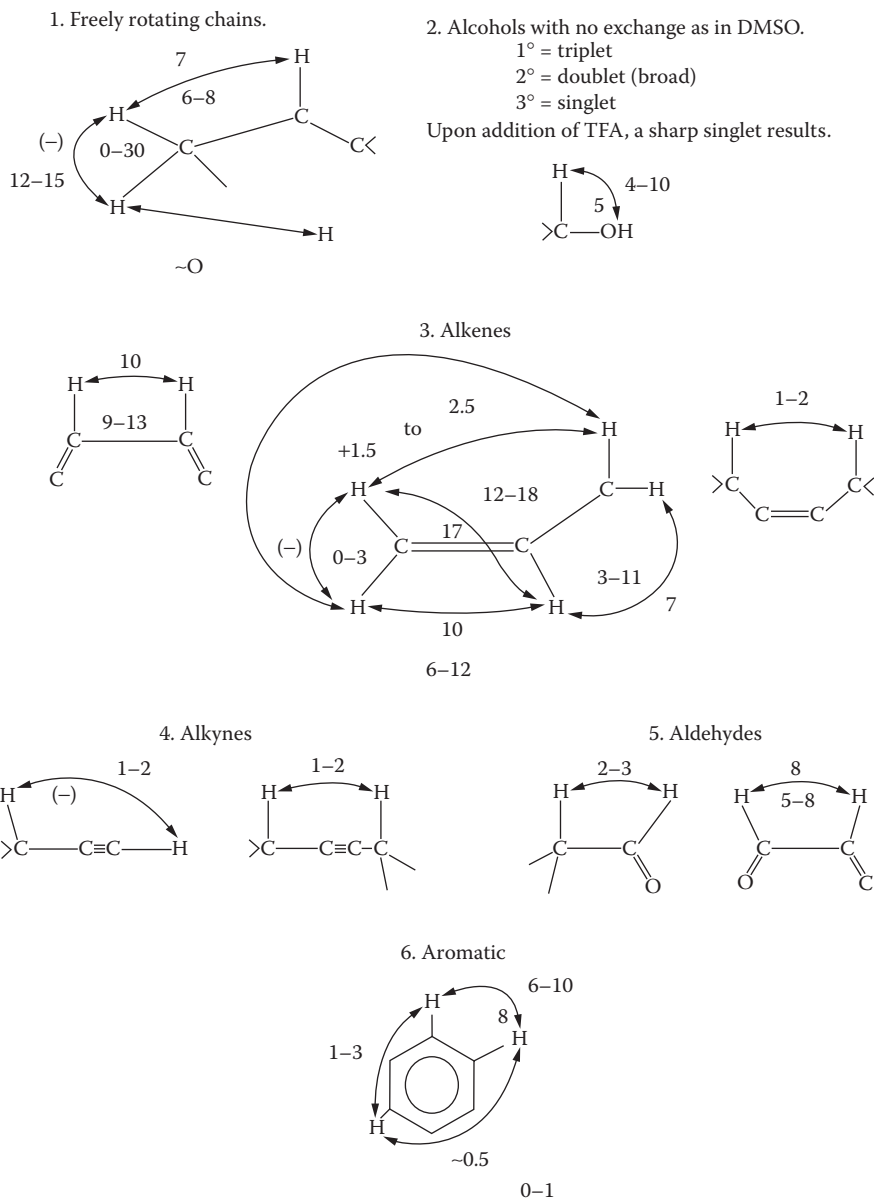 1. Freely rotating chains.
7
H
6–8
H
C
(–)
0–30
C
C<
12–15
H
H
~O
2. Alcohols with no exchange as in DMSO.
1° = triplet
2° = doublet (broad)
3° = singlet
Upon addition of TFA, a sharp singlet results.
H
4–10
5
>C—OH
3. Alkenes
10
H H
9–13
C C
C C
2.5
to
+1.5
H
H
12–18
C—H
17
(–)
0–3
C C
3–11
H H
7
10
6–12
1–2
H H
>C C<
C=C
4. Alkynes
1–2
H
(–)
>C—C≡C—H
1–2
H H
>C—C≡C C
5. Aldehydes
2–3
H H
C—C
O
8
H 5–8 H
C—C
O C
6. Aromatic
6–10
H
8
H
1–3
H
~0.5
0–1